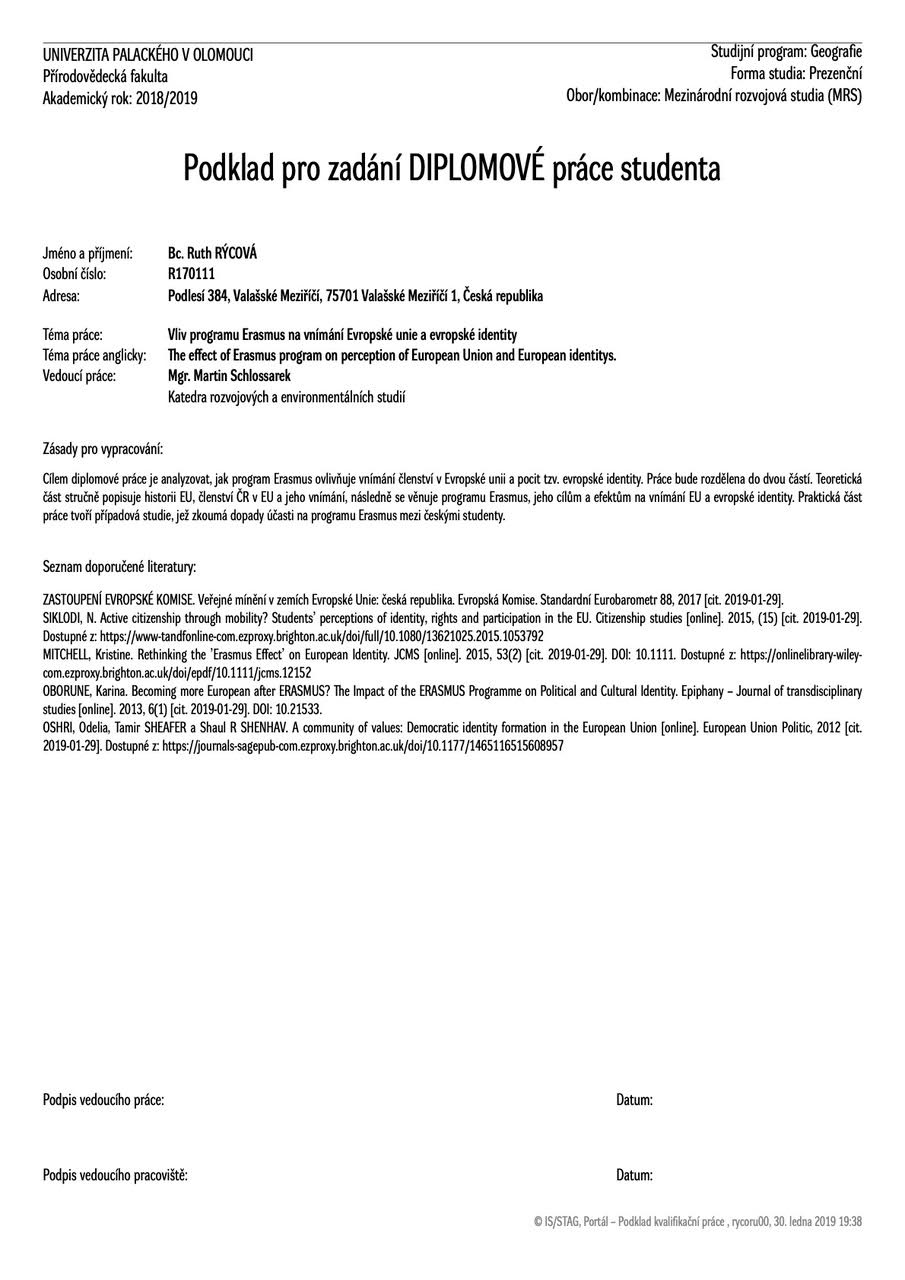 UNIVERZITA PALACKÉHO V OLOMOUCI
Přírodovědecká fakulta
Akademický rok: 2018/2019
Studijní program: Geografie
Forma studia: Prezenční
Obor/kombinace: Mezinárodní rozvojová studia (MRS)
Podklad pro zadání DIPLOMOVÉ práce studenta
Jméno a příjmení: Bc. Ruth RÝCOVÁ
Osobní číslo: R170111
Adresa: Podlesí 384, Valašské Meziříčí, 75701 Valašské Meziříčí 1, Česká republika
Téma práce: Vliv programu Erasmus na vnímání Evropské unie a evropské identity
Téma práce anglicky: The effect of Erasmus program on perception of European Union and European identitys.
Vedoucí práce: Mgr. Martin Schlossarek
Katedra rozvojových a environmentálních studií
Zásady pro vypracování:
Cílem diplomové práce je analyzovat, jak program Erasmus ovlivňuje vnímání členství v Evropské unii a pocit tzv. evropské identity. Práce bude rozdělena do dvou částí. Teoretická
část stručně popisuje historii EU, členství ČR v EU a jeho vnímání, následně se věnuje programu Erasmus, jeho cílům a efektům na vnímání EU a evropské identity. Praktická část
práce tvoří případová studie, jež zkoumá dopady účasti na programu Erasmus mezi českými studenty.
Seznam doporučené literatury:
ZASTOUPENÍ EVROPSKÉ KOMISE. Veřejné mínění v zemích Evropské Unie: česká republika. Evropská Komise. Standardní Eurobarometr 88, 2017 [cit. 2019-01-29].
SIKLODI, N. Active citizenship through mobility? Students' perceptions of identity, rights and participation in the EU. Citizenship studies [online]. 2015, (15) [cit. 2019-01-29].
Dostupné z: https://www-tandfonline-com.ezproxy.brighton.ac.uk/doi/full/10.1080/13621025.2015.1053792
MITCHELL, Kristine. Rethinking the 'Erasmus Effect' on European Identity. JCMS [online]. 2015, 53(2) [cit. 2019-01-29]. DOI: 10.1111. Dostupné z: https://onlinelibrary-wiley-
com.ezproxy.brighton.ac.uk/doi/epdf/10.1111/jcms.12152
OBORUNE, Karina. Becoming more European after ERASMUS? The Impact of the ERASMUS Programme on Political and Cultural Identity. Epiphany – Journal of transdisciplinary
studies [online]. 2013, 6(1) [cit. 2019-01-29]. DOI: 10.21533.
OSHRI, Odelia, Tamir SHEAFER a Shaul R SHENHAV. A community of values: Democratic identity formation in the European Union [online]. European Union Politic, 2012 [cit.
2019-01-29]. Dostupné z: https://journals-sagepub-com.ezproxy.brighton.ac.uk/doi/10.1177/1465116515608957
Podpis vedoucího práce: Datum:
Podpis vedoucího pracoviště: Datum:
© IS/STAG, Portál – Podklad kvalifikační práce , rycoru00, 30. ledna 2019 19:38